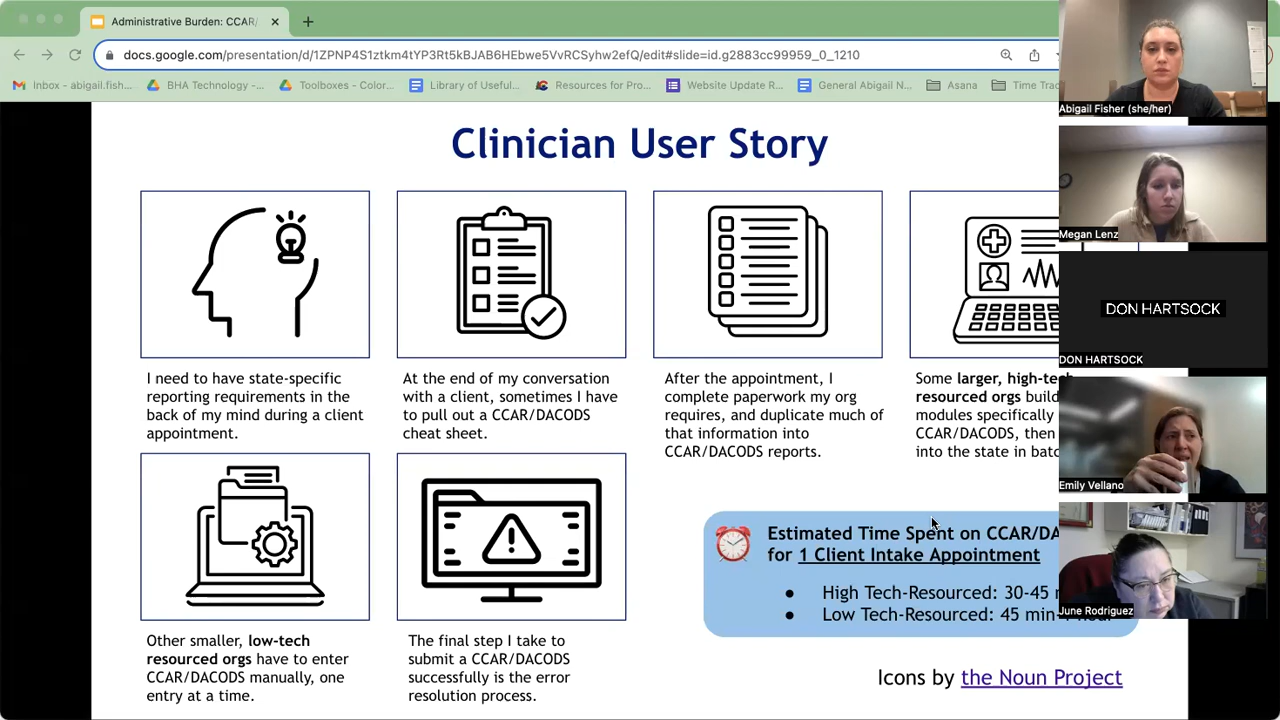 Administrative Burden: CCAR/
docs.google.com/presentation/d/1ZPNP4S1ztkm4tYP3Rt5kBJAB6HEbwe5VvRCSyhw2efQ/edit#slide=id.g2883cc99959_0_1210
Inbox - abigail.fish...
BHA Technology -...
Toolboxes - Color...
Library of Useful...
Resources for Pro...
Website Update R...
General Abigail N...
Asana
Time Trac
Clinician User Story
I need to have state-specific
reporting requirements in the
back of my mind during a client
appointment.
At the end of my conversation
with a client, sometimes I have
to pull out a CCAR/DACODS
cheat sheet.
After the appointment, I
complete paperwork my org
requires, and duplicate much of
that information into
CCAR/DACODS reports.
Some larger, high-tech
resourced orgs build
modules specifically
CCAR/DACODS, then
into the state in batc
Other smaller, low-tech
resourced orgs have to enter
CCAR/DACODS manually, one
entry at a time.
The final step I take to
submit a CCAR/DACODS
successfully is the error
resolution process.
Estimated Time Spent on CCAR/DA
for 1 Client Intake Appointment
● High Tech-Resourced: 30-45
● Low Tech-Resourced: 45 min-1 hour
Icons by the Noun Project
Abigail Fisher (she/her)
Megan Lenz
DON HARTSOCK
DON HARTSOCK
Emily Vellano
June Rodriguez